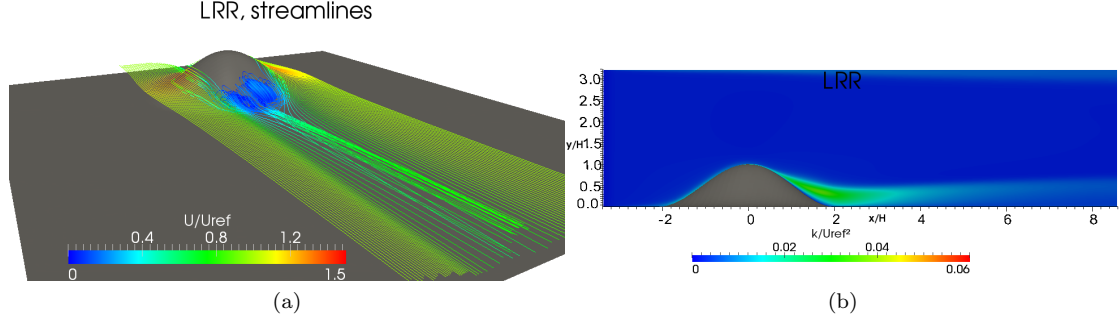 LRR, streamlines
U/Uref
0.4 0.8 1.2
0 1.5
(a)
LRR
3.0
2.5
2.0
y/H 1.5
1.0
0.5
0.0
-2 0 x/H 4 6 8
k/Uref²
0.02 0.04
0 0.06
(b)